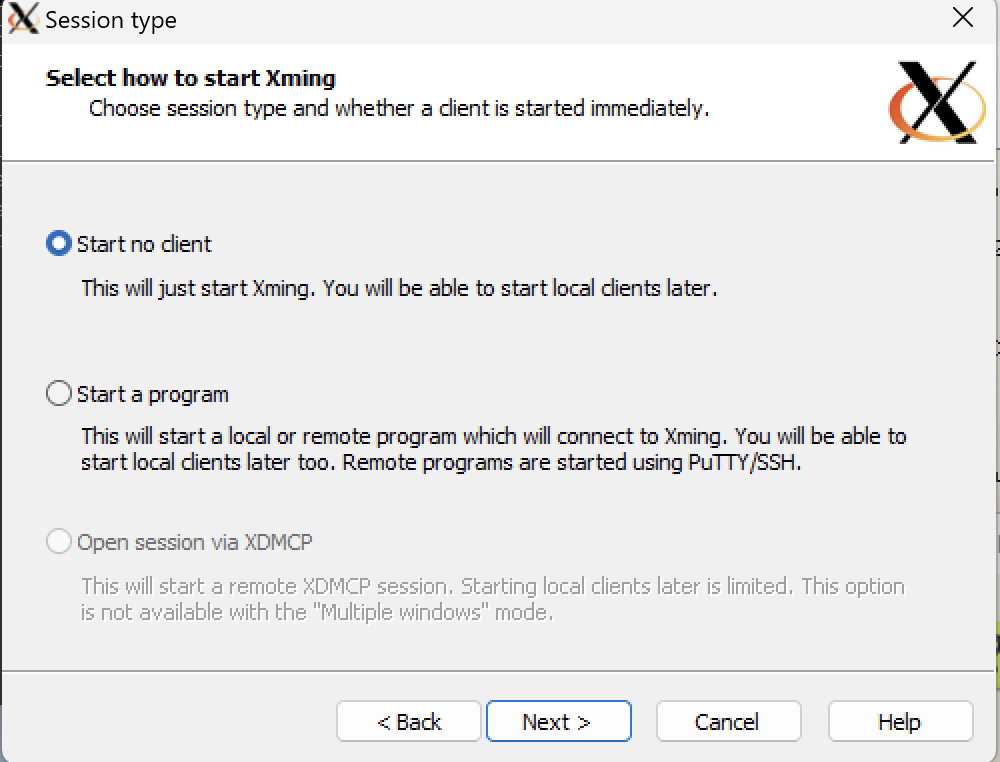 Session type
Select how to start Xming
Choose session type and whether a client is started immediately.
Start no client
This will just start Xming. You will be able to start local clients later.
Start a program
This will start a local or remote program which will connect to Xming. You will be able to
start local clients later too. Remote programs are started using PuTTY/SSH.
Open session via XDMCP
This will start a remote XDMCP session. Starting local clients later is limited. This option
is not available with the "Multiple windows" mode.
< Back
Next >
Cancel
Help